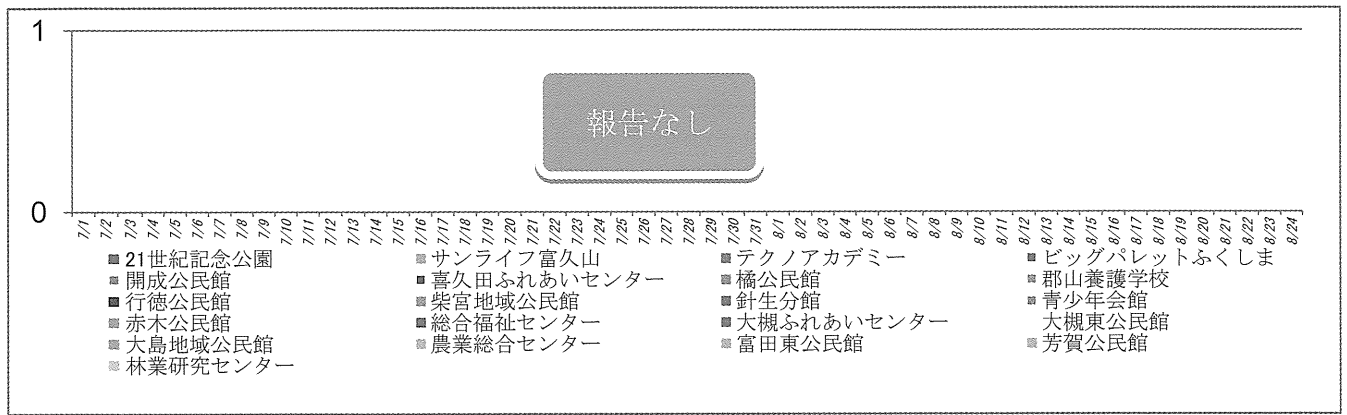 1
報告なし
0
7/1 7/2 7/3 7/4 7/5 7/6 7/7 7/8 7/9 7/10 7/11 7/12 7/13 7/14 7/15 7/16 7/17 7/18 7/19 7/20 7/21 7/22 7/23 7/24 7/25 7/26 7/27 7/28 7/29 7/30 7/31 8/1 8/2 8/3 8/4 8/5 8/6 8/7 8/8 8/9 8/10 8/11 8/12 8/13 8/14 8/15 8/16 8/17 8/18 8/19 8/20 8/21 8/22 8/23 8/24
21世紀記念公園 サンライフ富久山 テクノアカデミー ビッグパレットふくしま
開成公民館 喜久田ふれあいセンター 橘公民館 郡山養護学校
行徳公民館 柴宮地域公民館 針生分館 青少年会館
赤木公民館 総合福祉センター 大槻ふれあいセンター 大槻東公民館
大島地域公民館 農業総合センター 富田東公民館 芳賀公民館
林業研究センター